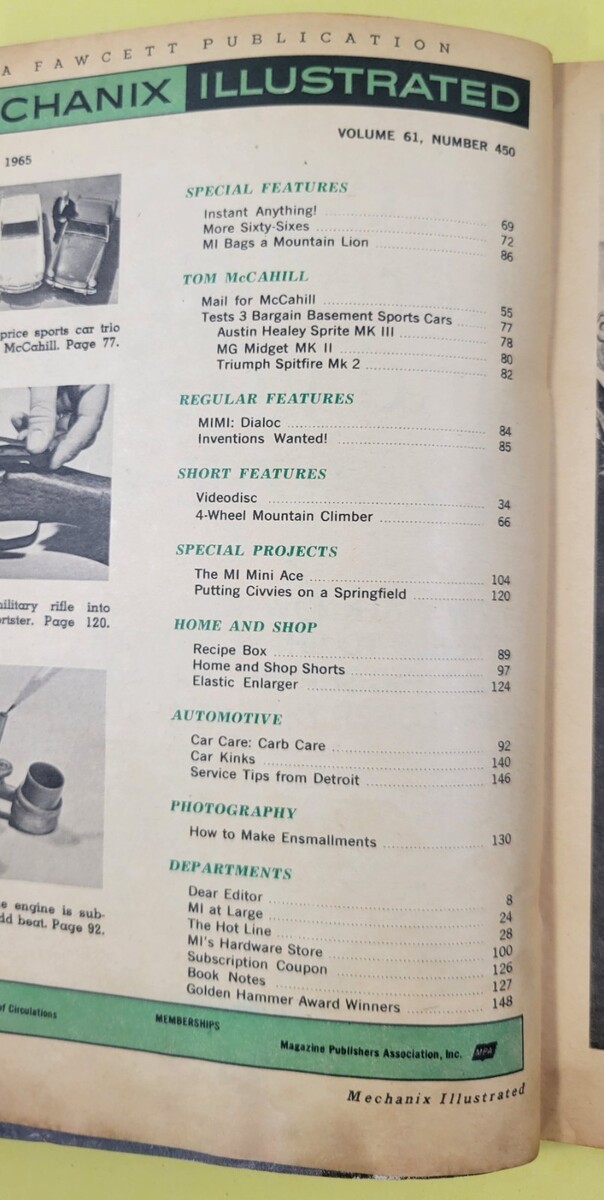 A FAWCETT PUBLICATION
CHANIX ILLUSTRATED
1965
VOLUME 61, NUMBER 450
price sports car trio
McCahill. Page 77.
military rifle into
Page 120.
engine is sub-
beat. Page 92.
SPECIAL FEATURES
Instant Anything! 69
More Sixty-Sixes 72
MI Bags a Mountain Lion 86
TOM McCAHILL
Mail for McCahill 55
Tests 3 Bargain Basement Sports Cars 77
Austin Healey Sprite MK III 78
MG Midget MK II 80
Triumph Spitfire Mk 2 82
REGULAR FEATURES
MIMI: Dialoc 84
Inventions Wanted! 85
SHORT FEATURES
Videodisc 34
4-Wheel Mountain Climber 66
SPECIAL PROJECTS
The MI Mini Ace 104
Putting Civvies on a Springfield 120
HOME AND SHOP
Recipe Box 89
Home and Shop Shorts 97
Elastic Enlarger 124
AUTOMOTIVE
Car Care: Carb Care 92
Car Kinks 140
Service Tips from Detroit 146
PHOTOGRAPHY
How to Make Ensmallments 130
DEPARTMENTS
Dear Editor 8
MI at Large 24
The Hot Line 28
MI's Hardware Store 100
Subscription Coupon 126
Book Notes 127
Golden Hammer Award Winners 148
of Circulations
MEMBERSHIPS
Magazine Publishers Association, Inc. MPA
Mechanix Illustrated